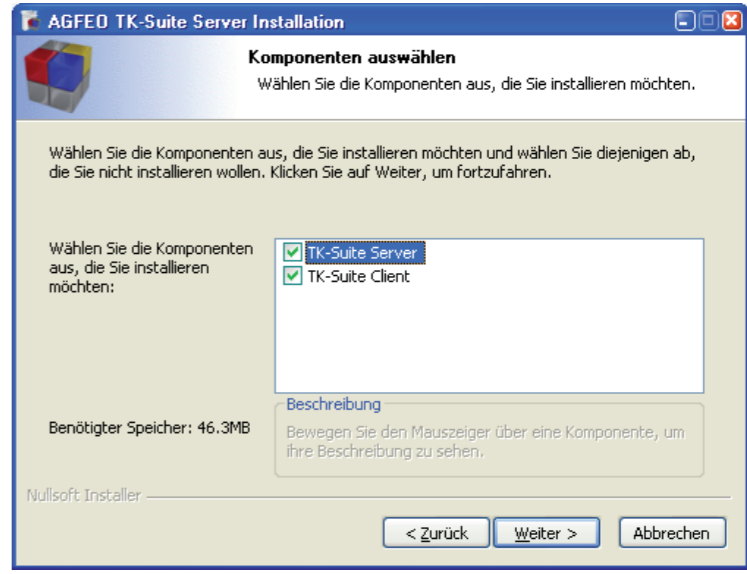 AGFEO TK-Suite Server Installation
Komponenten auswählen
Wählen Sie die Komponenten aus, die Sie installieren möchten.
Wählen Sie die Komponenten aus, die Sie installieren möchten und wählen Sie diejenigen ab,
die Sie nicht installieren wollen. Klicken Sie auf Weiter, um fortzufahren.
Wählen Sie die Komponenten
aus, die Sie installieren
möchten:
TK-Suite Server
TK-Suite Client
Benötigter Speicher: 46.3MB
Beschreibung
Bewegen Sie den Mauszeiger über eine Komponente, um
ihre Beschreibung zu sehen.
Nullsoft Installer
< Zurück
Weiter >
Abbrechen